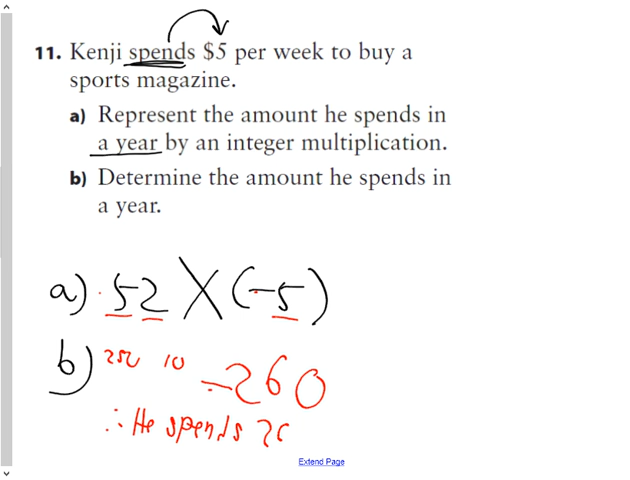 11. Kenji spends $5 per week to buy a
sports magazine.
a) Represent the amount he spends in
a year by an integer multiplication.
b) Determine the amount he spends in
a year.
a) 52 X (-5)
b) 250 10 -260
∴ He spends 26
Extend Page